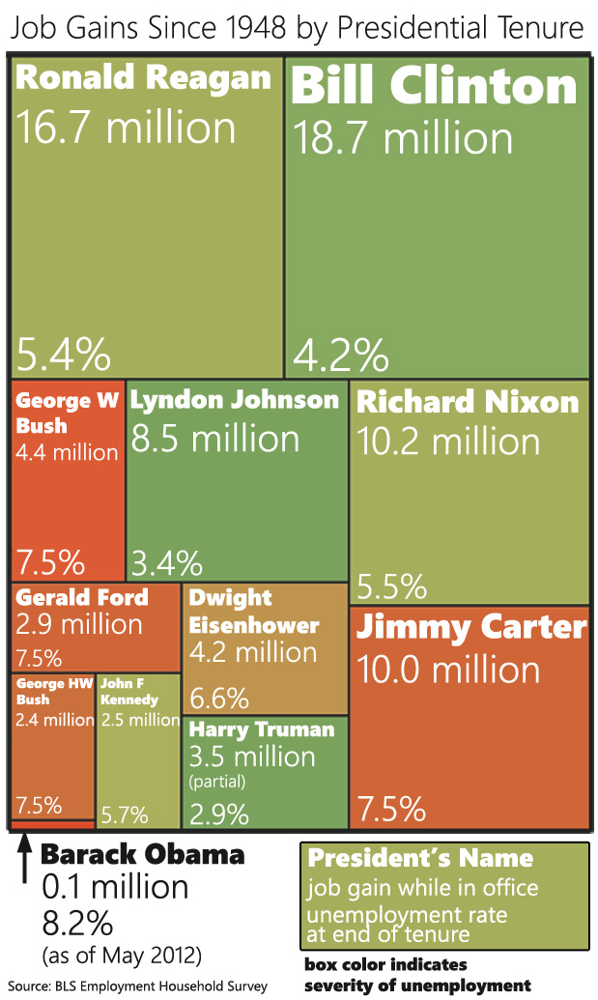 Job Gains Since 1948 by Presidential Tenure
Ronald Reagan
16.7 million
5.4%
Bill Clinton
18.7 million
4.2%
George W
Bush
4.4 million
7.5%
Lyndon Johnson
8.5 million
3.4%
Richard Nixon
10.2 million
5.5%
Gerald Ford
2.9 million
7.5%
Dwight
Eisenhower
4.2 million
6.6%
Jimmy Carter
10.0 million
7.5%
George HW
Bush
2.4 million
7.5%
John F
Kennedy
2.5 million
5.7%
Harry Truman
3.5 million
(partial)
2.9%
Barack Obama
0.1 million
8.2%
(as of May 2012)
Source: BLS Employment Household Survey
President's Name
job gain while in office
unemployment rate
at end of tenure
box color indicates
severity of unemployment